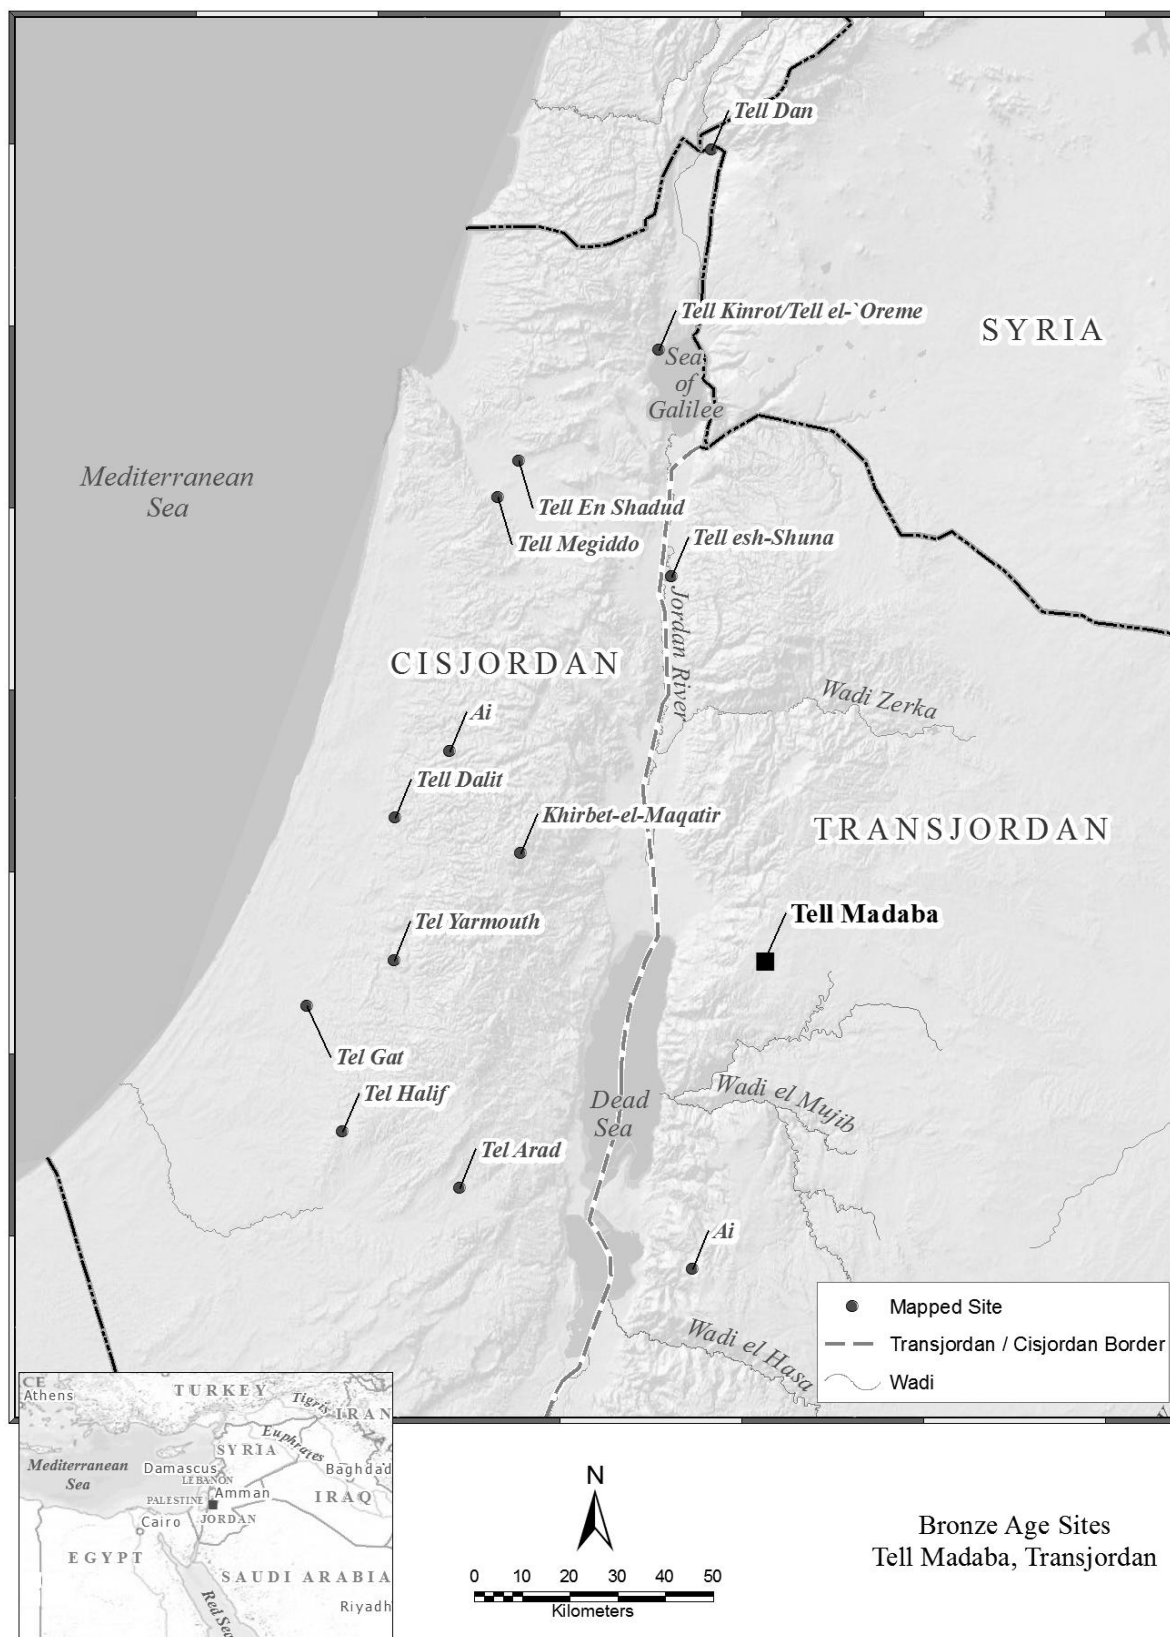 Tell Dan
Tell Kinrot/Tell el-`Oreme
SYRIA
Sea
of
Galilee
Mediterranean
Sea
Tell En Shadud
Tell Megiddo
Tell esh-Shuna
Jordan River
CISJORDAN
Wadi Zerka
Ai
Tell Dalit
Khirbet-el-Maqatir
TRANSJORDAN
Tell Madaba
Tel Yarmouth
Tel Gat
Tel Halif
Dead
Sea
Wadi el Mujib
Tel Arad
Ai
Wadi el Hasa
Mapped Site
Transjordan / Cisjordan Border
Wadi
CE
Athens
TURKEY
Tigris
IRAN
SYRIA
Euphrates
ZA
Mediterranean
Sea
Damascus
LEBANON
Baghdad
PALESTINE
Amman
IRAQ
Cairo
JORDAN
EGYPT
SAUDI ARABIA
Red Sea
Riyadh
N
0 10 20 30 40 50
Kilometers
Bronze Age Sites
Tell Madaba, Transjordan